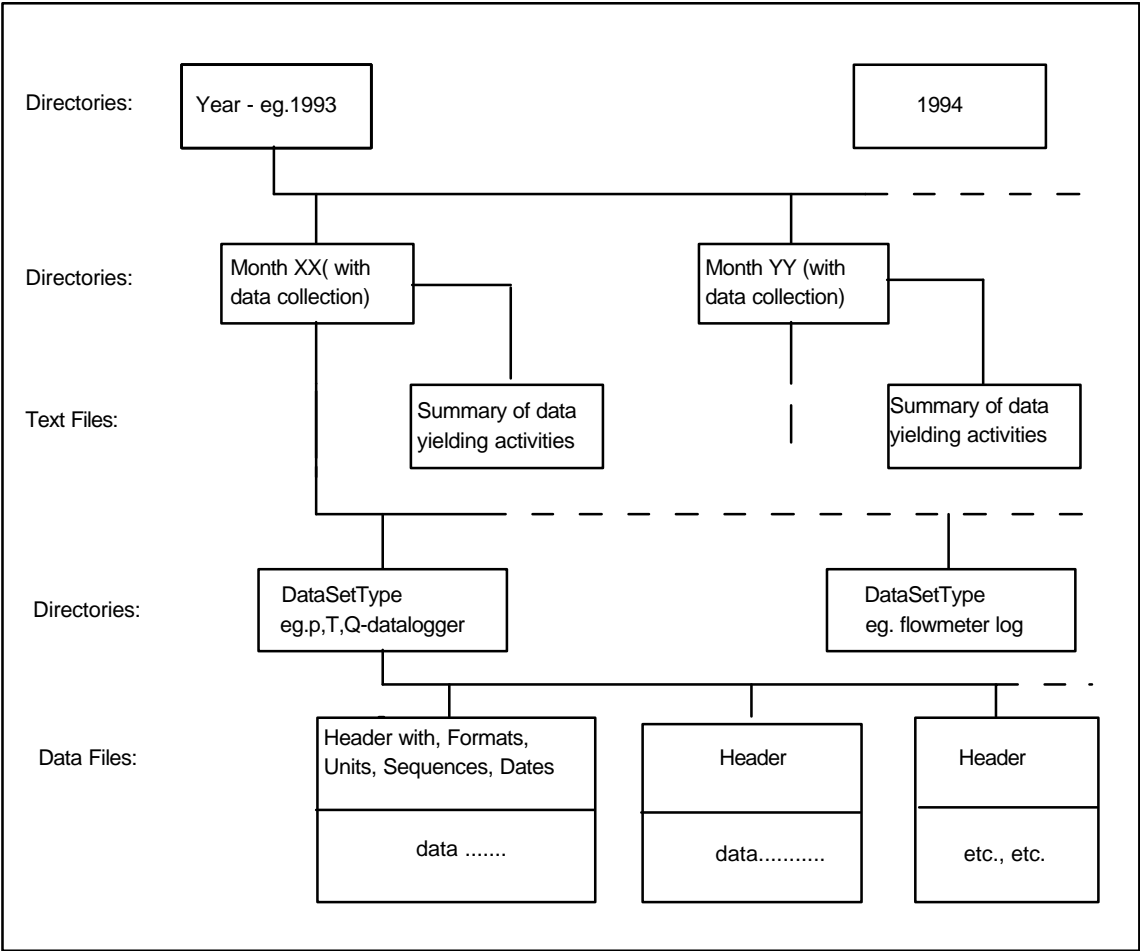 Directories:
Year - eg.1993
1994
Directories:
Month XX( with
data collection)
Month YY (with
data collection)
Text Files:
Summary of data
yielding activities
Summary of data
yielding activities
Directories:
DataSetType
eg.p,T,Q-datalogger
DataSetType
eg. flowmeter log
Data Files:
Header with, Formats,
Units, Sequences, Dates
data .......
Header
data...........
Header
etc., etc.